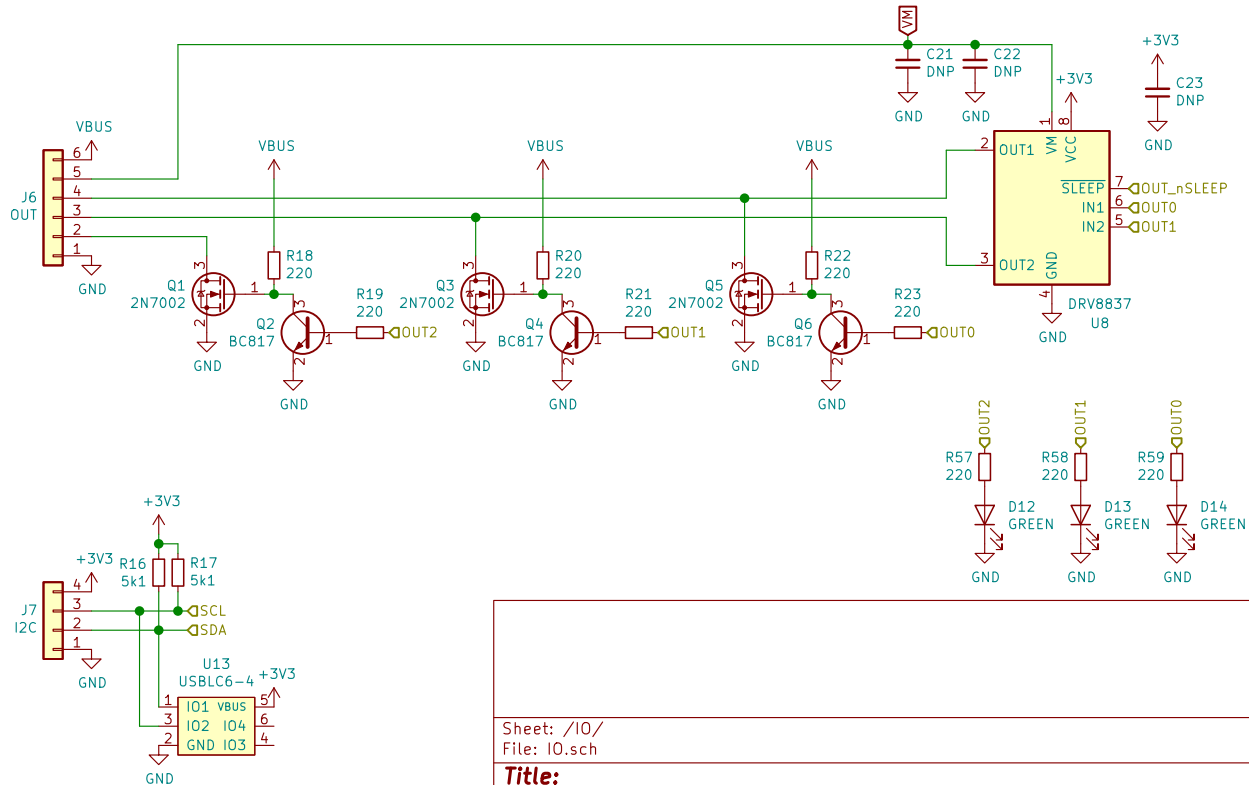 VM
C21
DNP
C22
DNP
+3V3
C23
DNP
GND
GND
GND
+3V3
1
8
VM
VCC
2
OUT1
SLEEP
7
OUT_nSLEEP
IN1
6
OUT0
IN2
5
OUT1
3
OUT2
GND
4
DRV8837
U8
GND
VBUS
J6
OUT
6
5
4
3
2
1
GND
VBUS
R18
220
3
Q1
2N7002
1
2
GND
3
Q2
BC817
1
2
GND
R19
220
OUT2
VBUS
R20
220
3
Q3
2N7002
1
2
GND
3
Q4
BC817
1
2
GND
R21
220
OUT1
VBUS
R22
220
3
Q5
2N7002
1
2
GND
3
Q6
BC817
1
2
GND
R23
220
OUT0
OUT2
R57
220
D12
GREEN
GND
OUT1
R58
220
D13
GREEN
GND
OUT0
R59
220
D14
GREEN
GND
+3V3
R16
5k1
R17
5k1
+3V3
J7
I2C
4
3
2
1
SCL
SDA
GND
U13
USBLC6-4
+3V3
1
IO1
VBUS
5
3
IO2
IO4
6
2
GND
IO3
4
GND
Sheet: /IO/
File: IO.sch
Title: